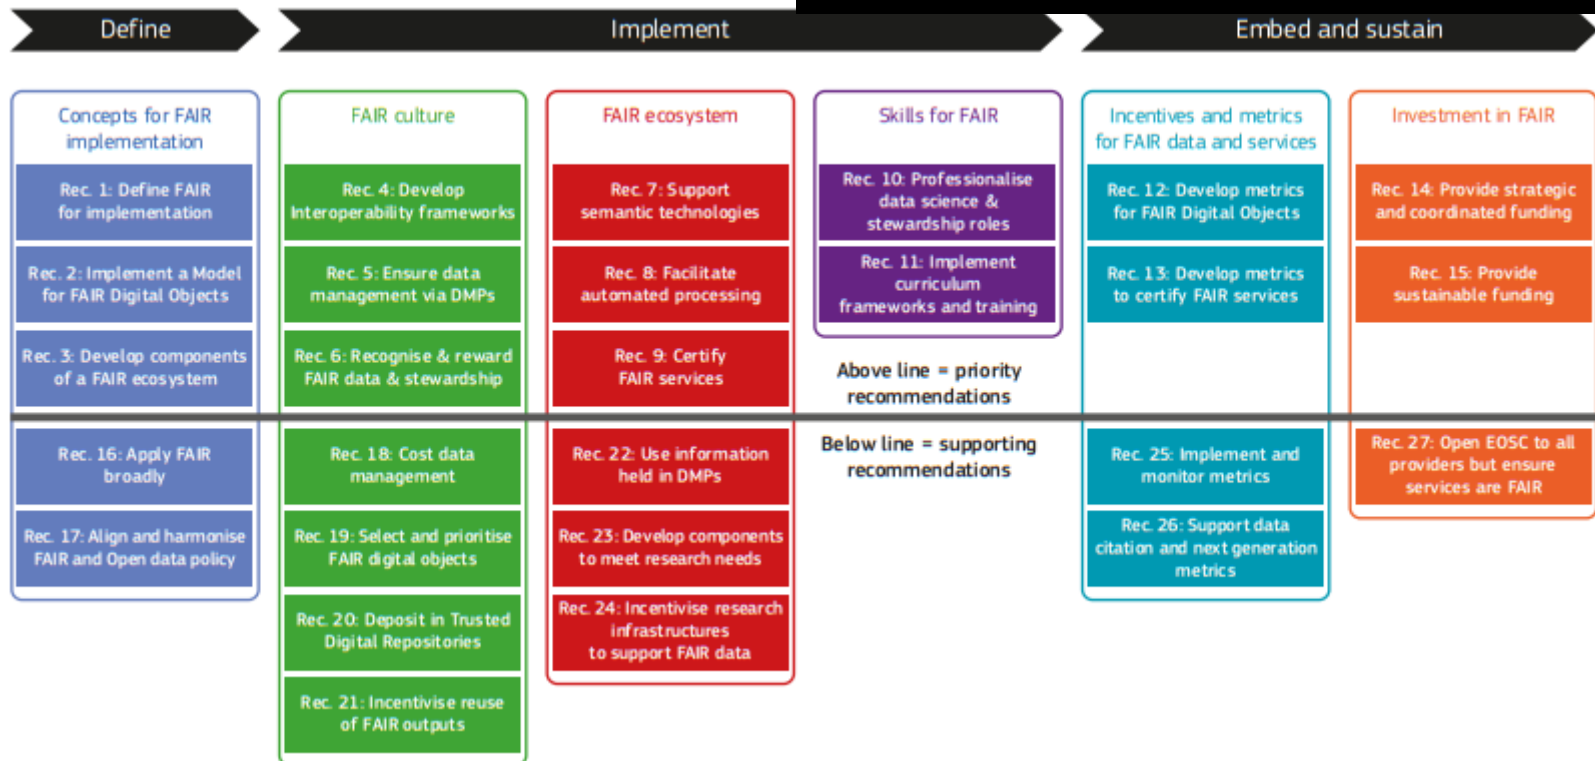 Define
Implement
Embed and sustain
Concepts for FAIR
implementation
Rec. 1: Define FAIR
for implementation
Rec. 2: Implement a Model
for FAIR Digital Objects
Rec. 3: Develop components
of a FAIR ecosystem
Rec. 16: Apply FAIR
broadly
Rec. 17: Align and harmonise
FAIR and Open data policy
FAIR culture
Rec. 4: Develop
Interoperability frameworks
Rec. 5: Ensure data
management via DMPs
Rec. 6: Recognise & reward
FAIR data & stewardship
Rec. 18: Cost data
management
Rec. 19: Select and prioritise
FAIR digital objects
Rec. 20: Deposit in Trusted
Digital Repositories
Rec. 21: Incentivise reuse
of FAIR outputs
FAIR ecosystem
Rec. 7: Support
semantic technologies
Rec. 8: Facilitate
automated processing
Rec. 9: Certify
FAIR services
Rec. 22: Use information
held in DMPs
Rec. 23: Develop components
to meet research needs
Rec. 24: Incentivise research
infrastructures
to support FAIR data
Skills for FAIR
Rec. 10: Professionalise
data science &
stewardship roles
Rec. 11: Implement
curriculum
frameworks and training
Above line = priority
recommendations
Below line = supporting
recommendations
Incentives and metrics
for FAIR data and services
Rec. 12: Develop metrics
for FAIR Digital Objects
Rec. 13: Develop metrics
to certify FAIR services
Rec. 25: Implement and
monitor metrics
Rec. 26: Support data
citation and next generation
metrics
Investment in FAIR
Rec. 14: Provide strategic
and coordinated funding
Rec. 15: Provide
sustainable funding
Rec. 27: Open EOSC to all
providers but ensure
services are FAIR